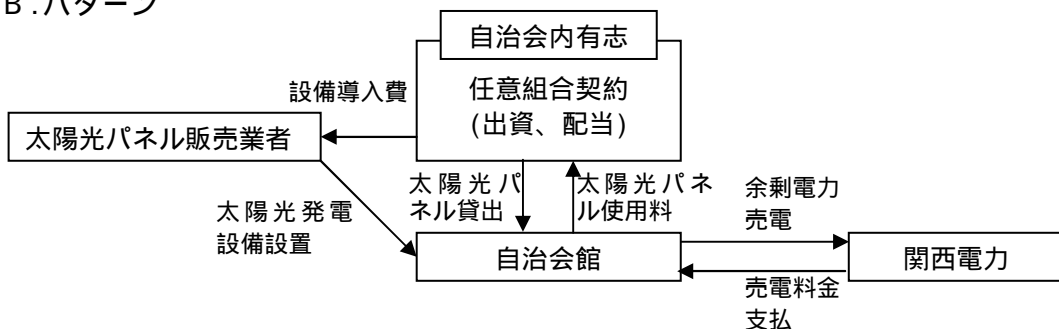 B.パターン
自治会内有志
設備導入費
任意組合契約
(出資、配当)
太陽光パネル販売業者
太陽光パ
ネル貸出
太陽光パネ
ル使用料
余剰電力
売電
太陽光発電
設備設置
自治会館
関西電力
売電料金
支払